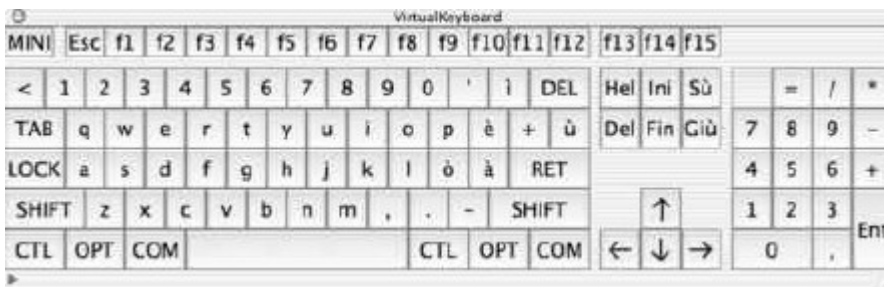 VirtualKeyboard
MINI Esc f1 f2 f3 f4 f5 f6 f7 f8 f9 f10 f11 f12 f13 f14 f15
< 1 2 3 4 5 6 7 8 9 0 ' ì DEL Hel Ini Sù = / *
TAB q w e r t y u i o p è + ù Del Fin Giù 7 8 9 -
LOCK a s d f g h j k l ò à RET 4 5 6 +
SHIFT z x c v b n m , . - SHIFT ↑ 1 2 3
Ent
CTL OPT COM CTL OPT COM ← ↓ → 0 ,